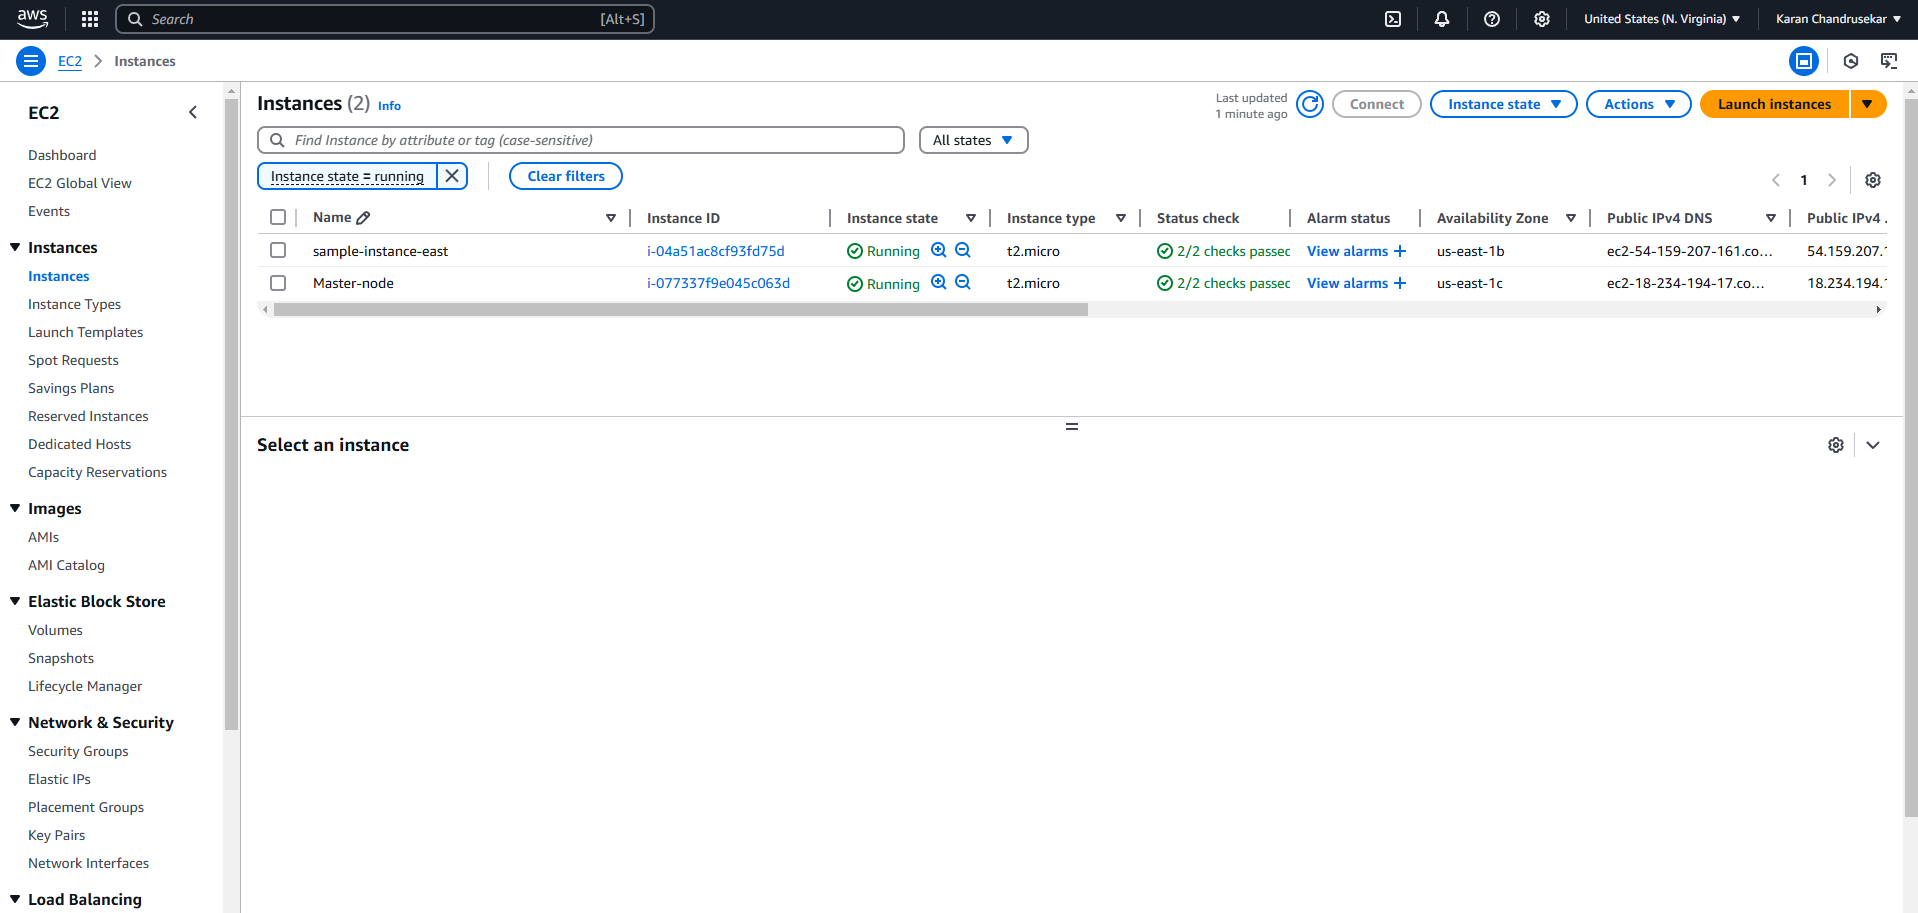 aws
Search [Alt+S]
United States (N. Virginia)
Karan Chandrusekar
EC2
Instances
EC2
Dashboard
EC2 Global View
Events
Instances
Instances
Instance Types
Launch Templates
Spot Requests
Savings Plans
Reserved Instances
Dedicated Hosts
Capacity Reservations
Images
AMIs
AMI Catalog
Elastic Block Store
Volumes
Snapshots
Lifecycle Manager
Network & Security
Security Groups
Elastic IPs
Placement Groups
Key Pairs
Network Interfaces
Load Balancing
Instances (2) Info
Last updated
1 minute ago
Connect
Instance state
Actions
Launch instances
Find Instance by attribute or tag (case-sensitive)
All states
Instance state = running
Clear filters
1
Name Instance ID Instance state Instance type Status check Alarm status Availability Zone Public IPv4 DNS Public IPv4
sample-instance-east i-04a51ac8cf93fd75d Running t2.micro 2/2 checks passed View alarms + us-east-1b ec2-54-159-207-161.co... 54.159.207.1
Master-node i-077337f9e045c063d Running t2.micro 2/2 checks passed View alarms + us-east-1c ec2-18-234-194-17.co... 18.234.194.1
Select an instance